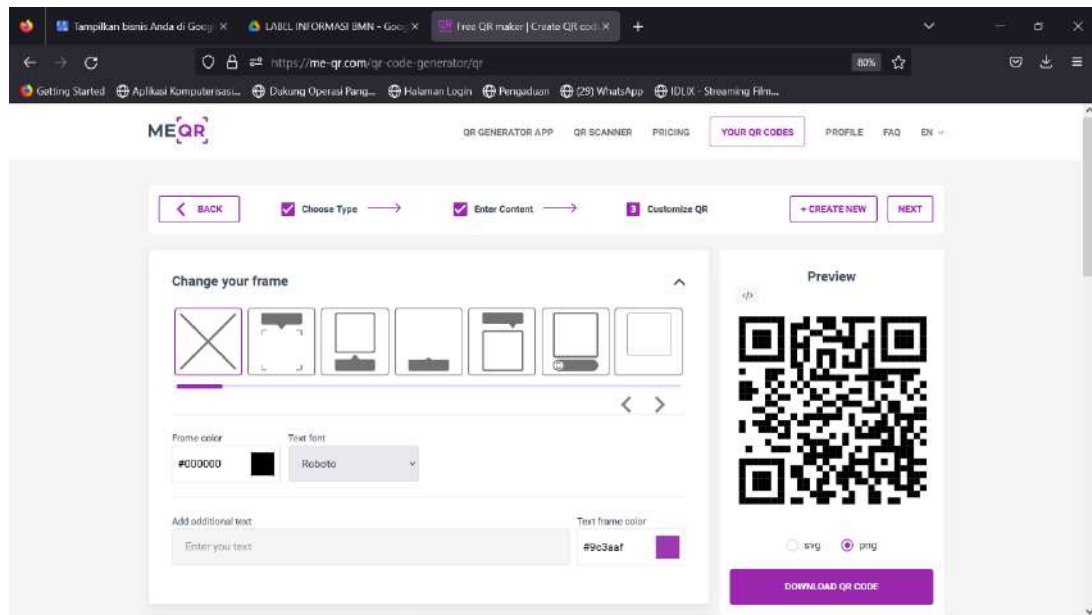 Tampilkan bisnis Anda di Goog
LABEL INFORMASI BMN - Goog
Free QR maker | Create QR cod
https://me-qr.com/qr-code-generator/qr
80%
Getting Started
Aplikasi Komputerisasi...
Dukung Operasi Pang...
Halaman Login
Pengaduan
(29) WhatsApp
IDLIX - Streaming Film...
MEQR
QR GENERATOR APP
QR SCANNER
PRICING
YOUR QR CODES
PROFILE
FAQ
EN
BACK
Choose Type
Enter Content
3 Customize QR
+ CREATE NEW
NEXT
Change your frame
Preview
</>
Frame color
Text font
#000000
Roboto
Add additional text
Text frame color
Enter you text
#9c3aaf
svg
png
DOWNLOAD QR CODE